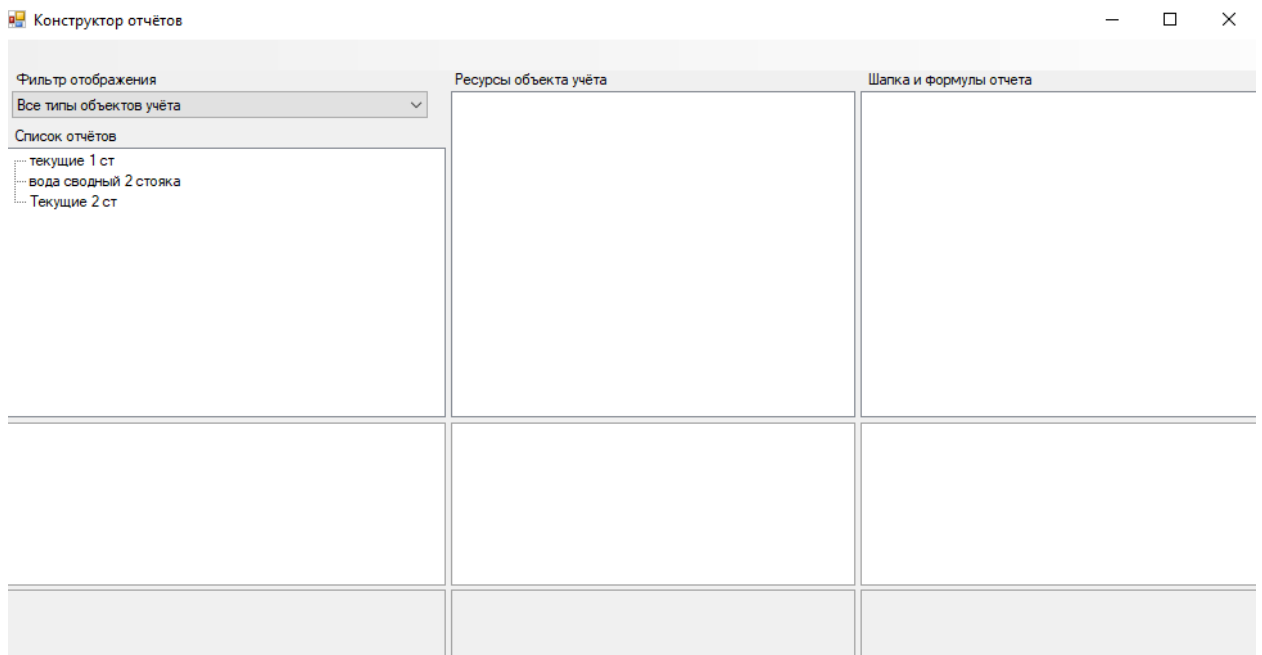 Конструктор отчётов
Фильтр отображения
Все типы объектов учёта
Список отчётов
текущие 1 ст
вода сводный 2 стояка
Текущие 2 ст
Ресурсы объекта учёта
Шапка и формулы отчета